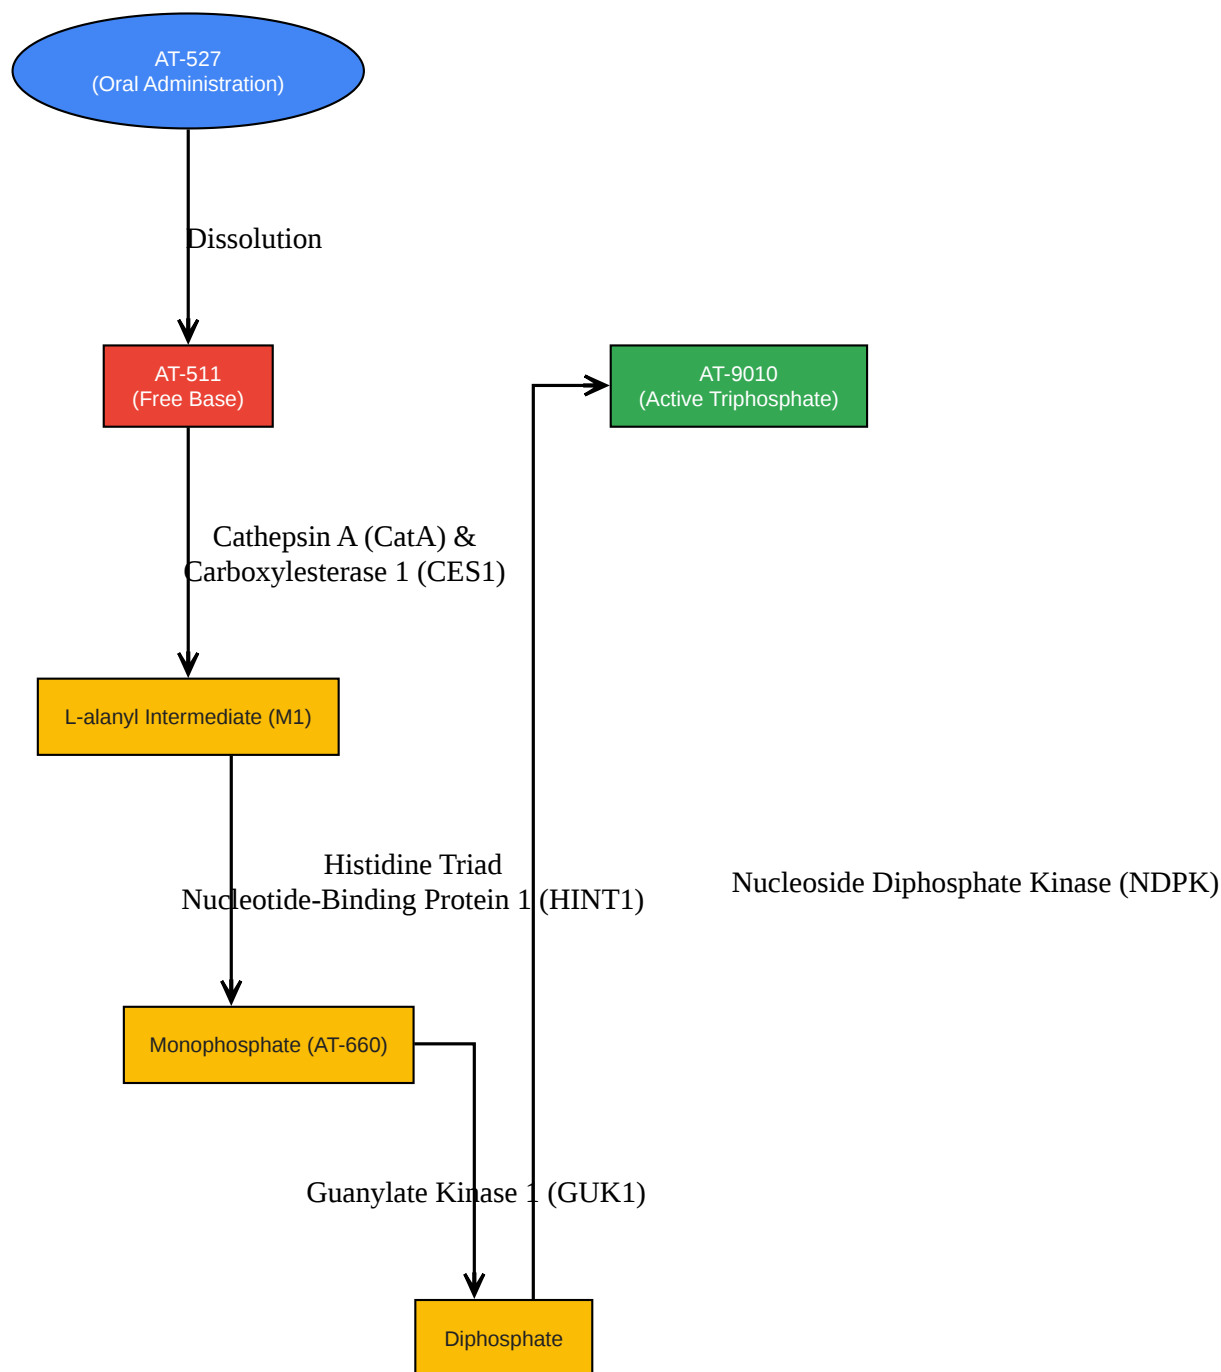 AT-527
(Oral Administration)
Dissolution
AT-511
(Free Base)
AT-9010
(Active Triphosphate)
Cathepsin A (CatA) &
Carboxylesterase 1 (CES1)
L-alanyl Intermediate (M1)
Histidine Triad
Nucleotide-Binding Protein 1 (HINT1)
Nucleoside Diphosphate Kinase (NDPK)
Monophosphate (AT-660)
Guanylate Kinase 1 (GUK1)
Diphosphate